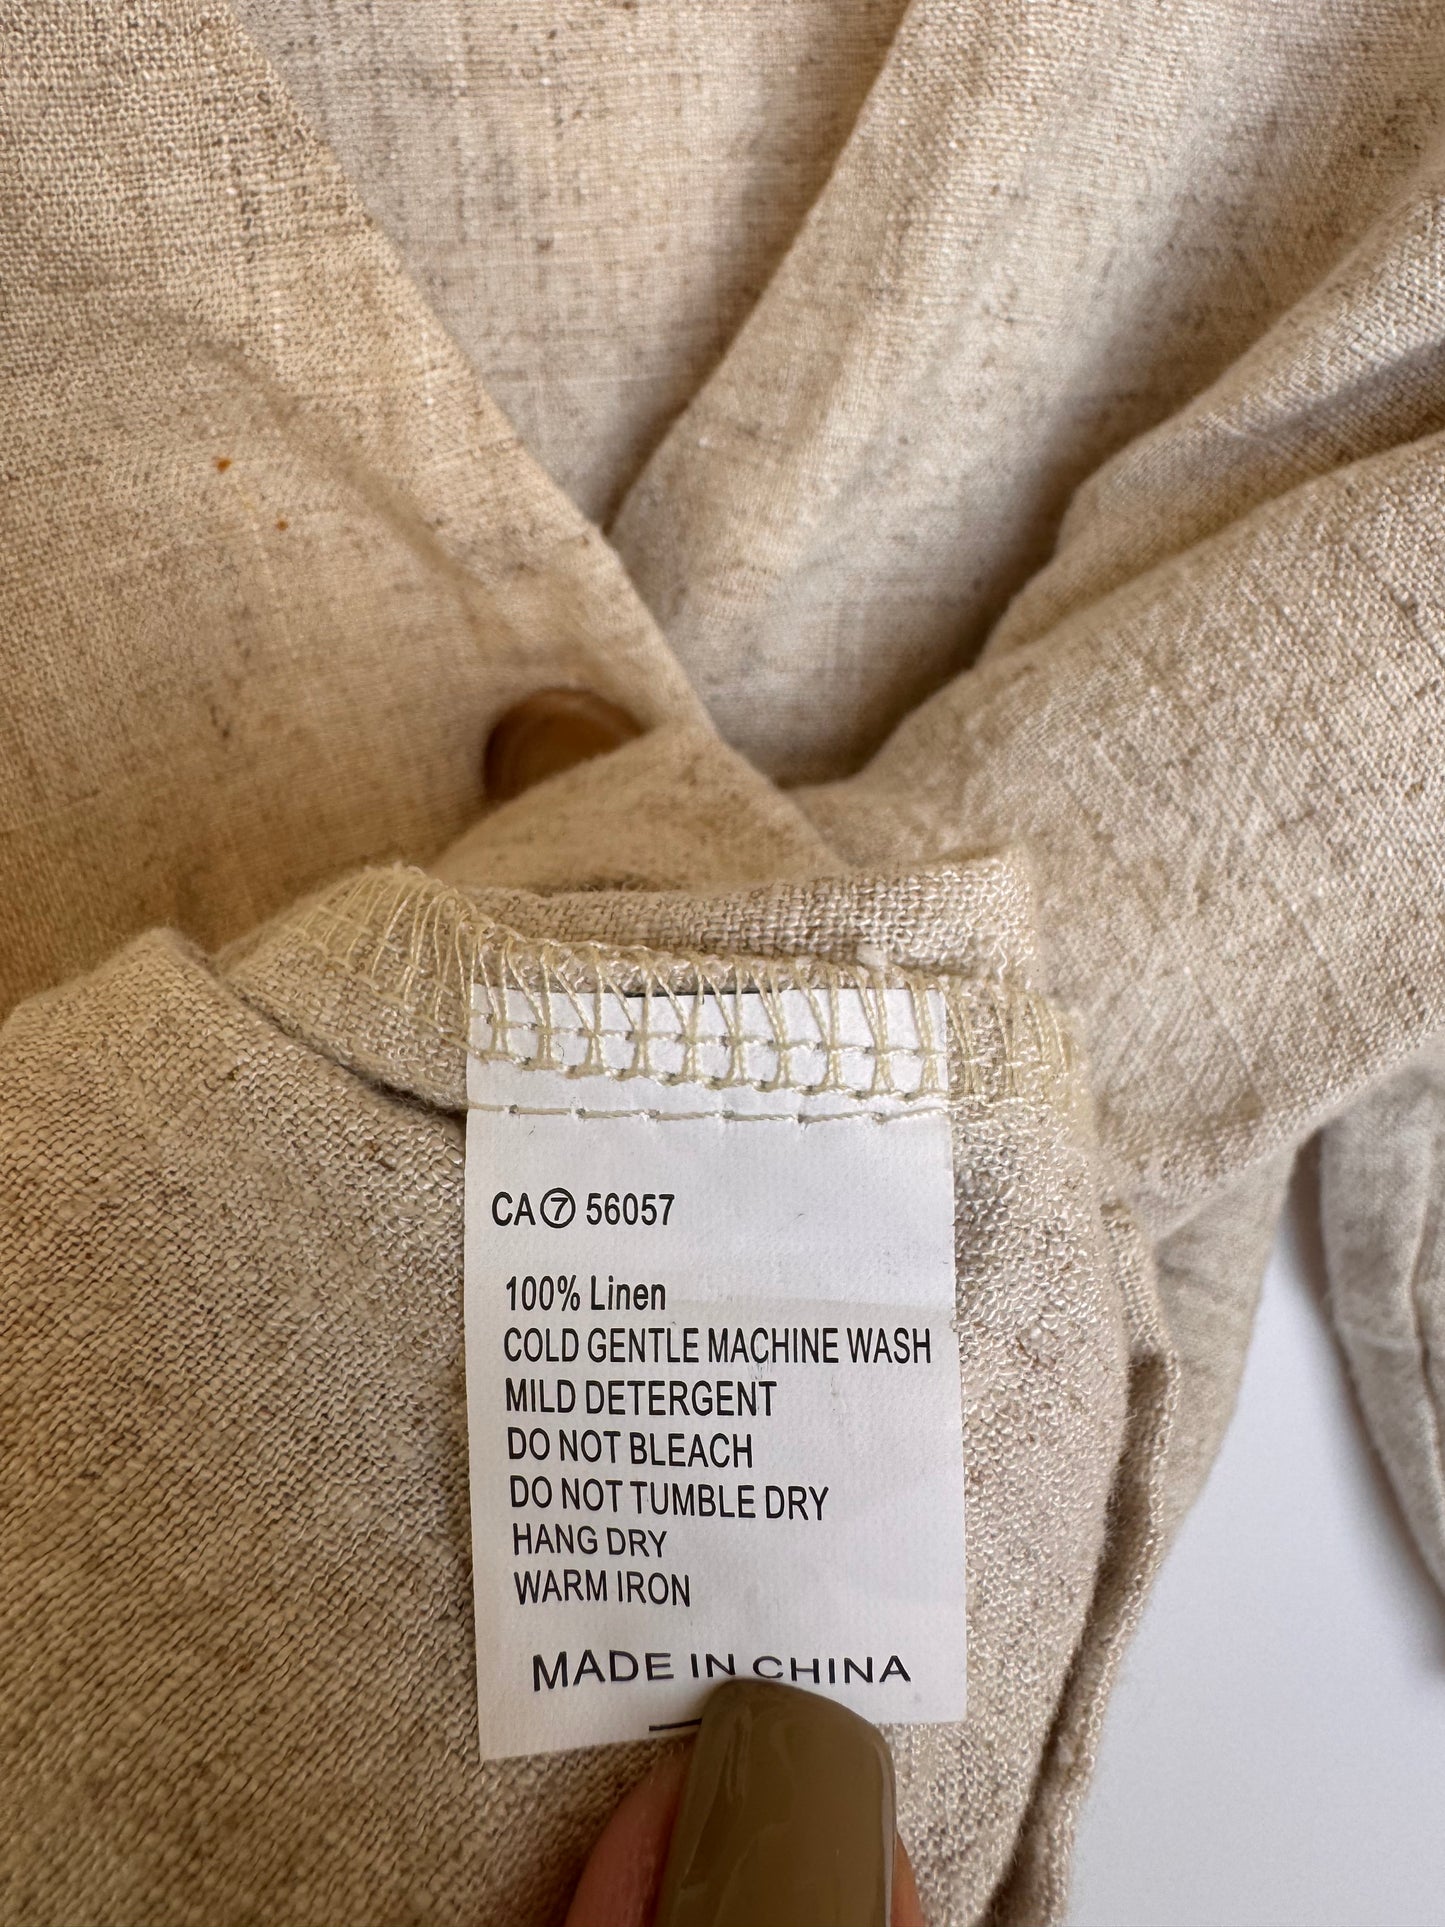 CA⑦ 56057
100% Linen
COLD GENTLE MACHINE WASH
MILD DETERGENT
DO NOT BLEACH
DO NOT TUMBLE DRY
HANG DRY
WARM IRON
MADE IN CHINA